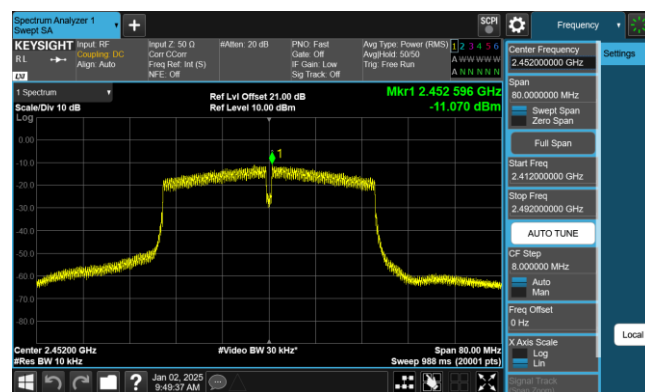 Spectrum Analyzer 1
Swept SA
SCPI
Frequency
KEYSIGHT
RL
LW
Input: RF
Coupling: DC
Align: Auto
Input Z: 50 Ω
Corr CCorr
Freq Ref: Int (S)
NFE: Off
#Atten: 20 dB
PNO: Fast
Gate: Off
IF Gain: Low
Sig Track: Off
Avg Type: Power (RMS)
Avg|Hold: 50/50
Trig: Free Run
1 2 3 4 5 6
A W W W W W
A N N N N N
1 Spectrum
Scale/Div 10 dB
Log
Ref Lvl Offset 21.00 dB
Ref Level 10.00 dBm
Mkr1 2.452 596 GHz
-11.070 dBm
0.00
-10.0
-20.0
-30.0
-40.0
-50.0
-60.0
-70.0
-80.0
1
Center 2.45200 GHz
#Res BW 10 kHz
#Video BW 30 kHz*
Span 80.00 MHz
Sweep 988 ms (20001 pts)
Center Frequency
2.452000000 GHz
Settings
Span
80.0000000 MHz
Swept Span
Zero Span
Full Span
Start Freq
2.412000000 GHz
Stop Freq
2.492000000 GHz
AUTO TUNE
CF Step
8.000000 MHz
Auto
Man
Freq Offset
0 Hz
X Axis Scale
Log
Lin
Local
Signal Track
(Span Zoom)
?
Jan 02, 2025
9:49:37 AM